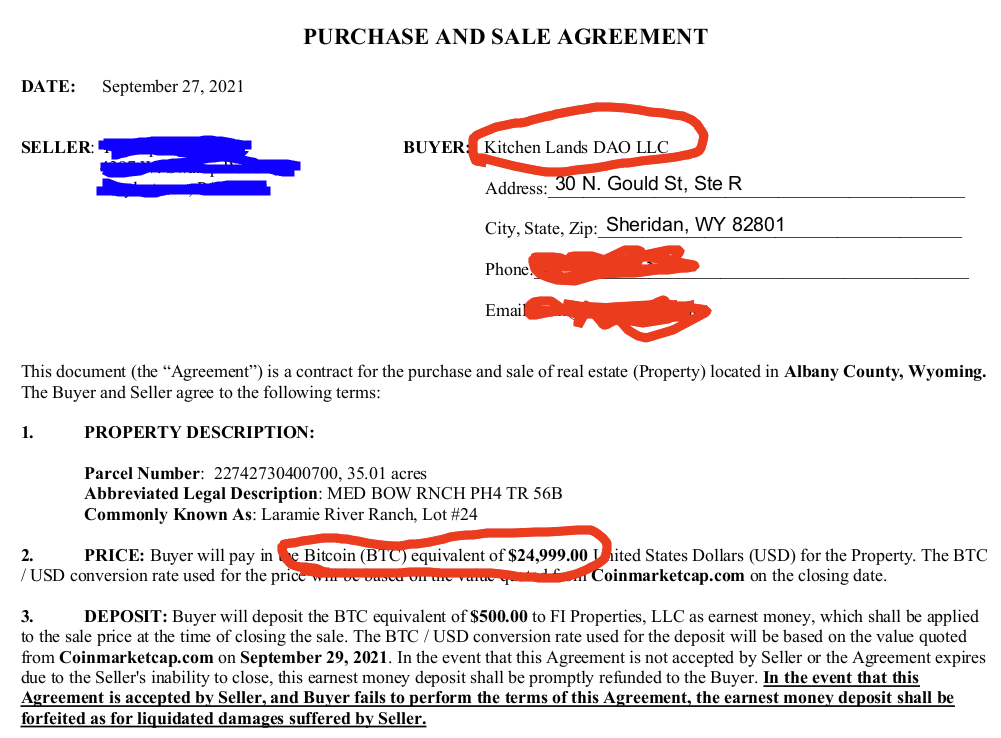 PURCHASE AND SALE AGREEMENT
DATE: September 27, 2021
SELLER: BUYER: Kitchen Lands DAO LLC
Address: 30 N. Gould St, Ste R
City, State, Zip: Sheridan, WY 82801
Phone:
Email
This document (the “Agreement”) is a contract for the purchase and sale of real estate (Property) located in Albany County, Wyoming.
The Buyer and Seller agree to the following terms:
1. PROPERTY DESCRIPTION:
Parcel Number: 22742730400700, 35.01 acres
Abbreviated Legal Description: MED BOW RNCH PH4 TR 56B
Commonly Known As: Laramie River Ranch, Lot #24
2. PRICE: Buyer will pay in the Bitcoin (BTC) equivalent of $24,999.00 United States Dollars (USD) for the Property. The BTC
/ USD conversion rate used for the price will be based on the value quoted from Coinmarketcap.com on the closing date.
3. DEPOSIT: Buyer will deposit the BTC equivalent of $500.00 to FI Properties, LLC as earnest money, which shall be applied
to the sale price at the time of closing the sale. The BTC / USD conversion rate used for the deposit will be based on the value quoted
from Coinmarketcap.com on September 29, 2021. In the event that this Agreement is not accepted by Seller or the Agreement expires
due to the Seller's inability to close, this earnest money deposit shall be promptly refunded to the Buyer. In the event that this
Agreement is accepted by Seller, and Buyer fails to perform the terms of this Agreement, the earnest money deposit shall be
forfeited as for liquidated damages suffered by Seller.